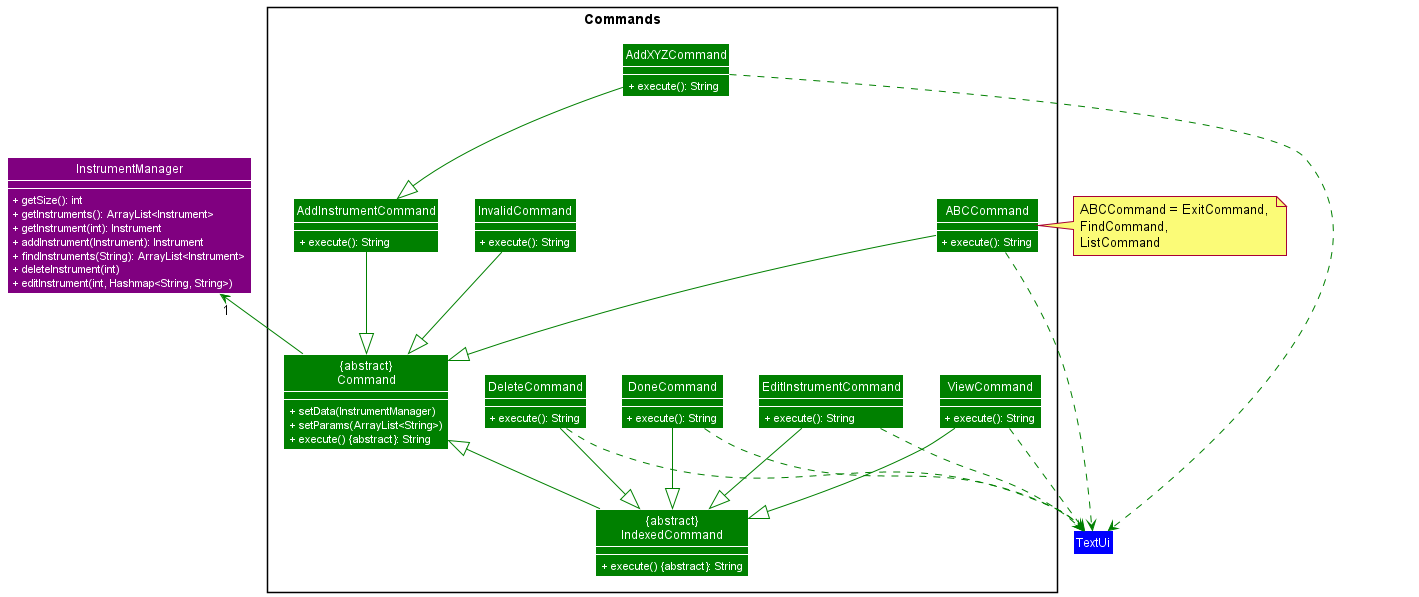 Commands
AddXYZCommand
+ execute(): String
InstrumentManager
+ getSize(): int
+ getInstruments(): ArrayList<Instrument>
+ getInstrument(int): Instrument
+ addInstrument(Instrument): Instrument
+ findInstruments(String): ArrayList<Instrument>
+ deleteInstrument(int)
+ editInstrument(int, Hashmap<String, String>)
1
AddInstrumentCommand
+ execute(): String
InvalidCommand
+ execute(): String
ABCCommand
+ execute(): String
ABCCommand = ExitCommand,
FindCommand,
ListCommand
{abstract}
Command
+ setData(InstrumentManager)
+ setParams(ArrayList<String>)
+ execute() {abstract}: String
DeleteCommand
+ execute(): String
DoneCommand
+ execute(): String
EditInstrumentCommand
+ execute(): String
ViewCommand
+ execute(): String
{abstract}
IndexedCommand
+ execute() {abstract}: String
TextUi